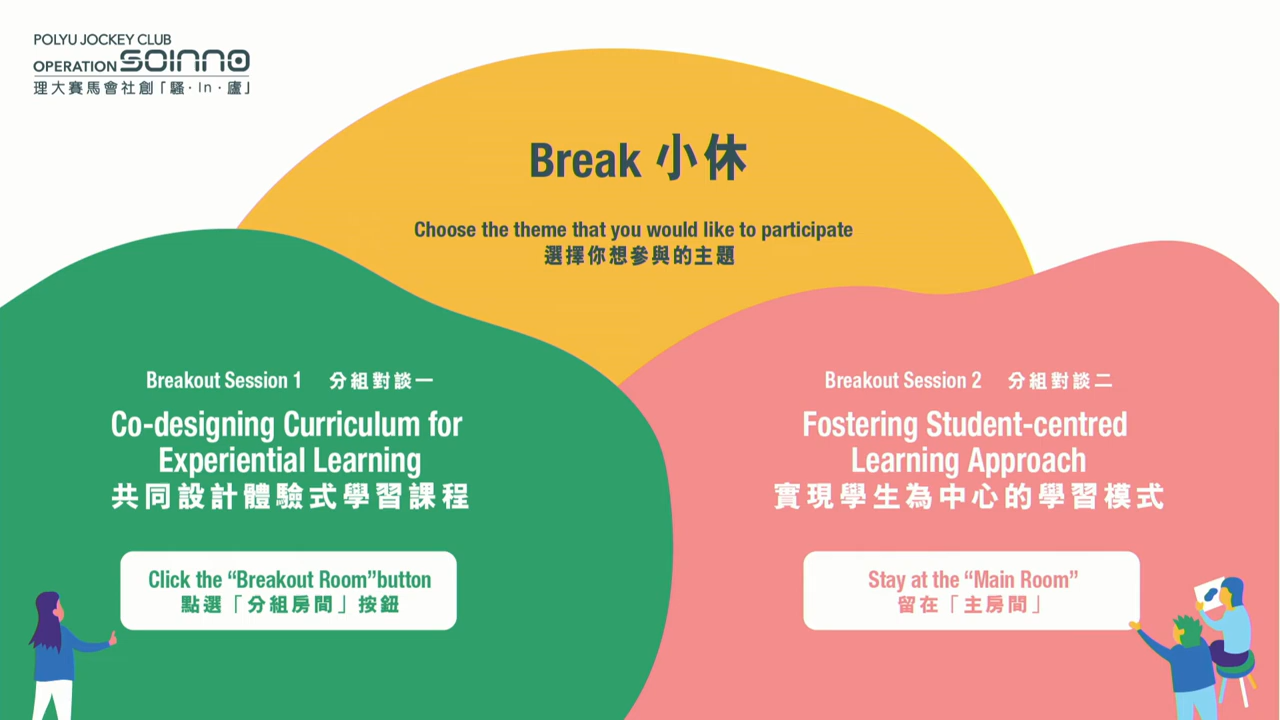 POLYU JOCKEY CLUB
OPERATION SOINNO
理大賽馬會社創「騷·In·廬」
Break 小休
Choose the theme that you would like to participate
選擇你想參與的主題
Breakout Session 1 分組對談一
Co-designing Curriculum for
Experiential Learning
共同設計體驗式學習課程
Click the “Breakout Room”button
點選「分組房間」按鈕
Breakout Session 2 分組對談二
Fostering Student-centred
Learning Approach
實現學生為中心的學習模式
Stay at the “Main Room”
留在「主房間」